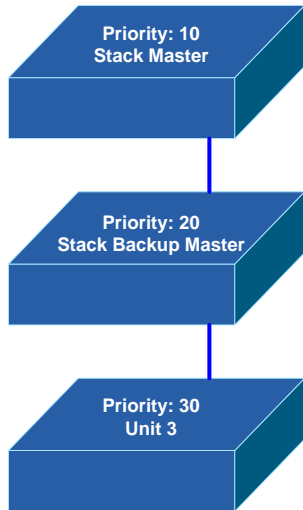 Priority: 10
Stack Master
Priority: 20
Stack Backup Master
Priority: 30
Unit 3